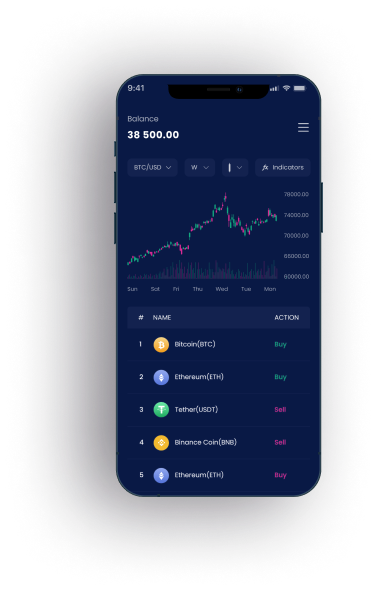 9:41
Balance
38 500.00
BTC/USD W fx Indicators
78000.00
74000.00
70000.00
65000.00
60000.00
Sun Sat Fri Thu Wed Tue Mon
# NAME ACTION
1 Bitcoin(BTC) Buy
2 Ethereum(ETH) Buy
3 Tether(USDT) Sell
4 Binance Coin(BNB) Sell
5 Ethereum(ETH) Buy